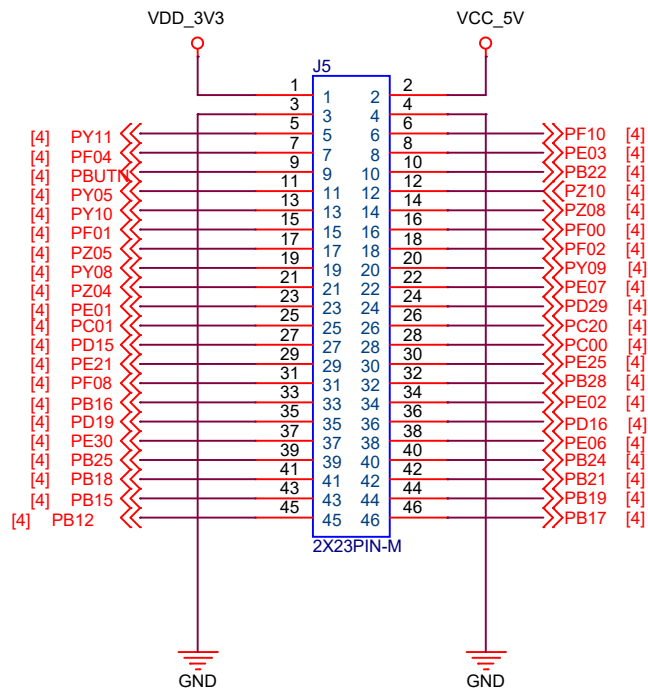 VDD_3V3 VCC_5V
J5
1 1 2 2
3 3 4 4
[4] PY11 5 5 6 6 PF10 [4]
[4] PF04 7 7 8 8 PE03 [4]
[4] PBUTN 9 9 10 10 PB22 [4]
[4] PY05 11 11 12 12 PZ10 [4]
[4] PY10 13 13 14 14 PZ08 [4]
[4] PF01 15 15 16 16 PF00 [4]
[4] PZ05 17 17 18 18 PF02 [4]
[4] PY08 19 19 20 20 PY09 [4]
[4] PZ04 21 21 22 22 PE07 [4]
[4] PE01 23 23 24 24 PD29 [4]
[4] PC01 25 25 26 26 PC20 [4]
[4] PD15 27 27 28 28 PC00 [4]
[4] PE21 29 29 30 30 PE25 [4]
[4] PF08 31 31 32 32 PB28 [4]
[4] PB16 33 33 34 34 PE02 [4]
[4] PD19 35 35 36 36 PD16 [4]
[4] PE30 37 37 38 38 PE06 [4]
[4] PB25 39 39 40 40 PB24 [4]
[4] PB18 41 41 42 42 PB21 [4]
[4] PB15 43 43 44 44 PB19 [4]
[4] PB12 45 45 46 46 PB17 [4]
2X23PIN-M
GND GND